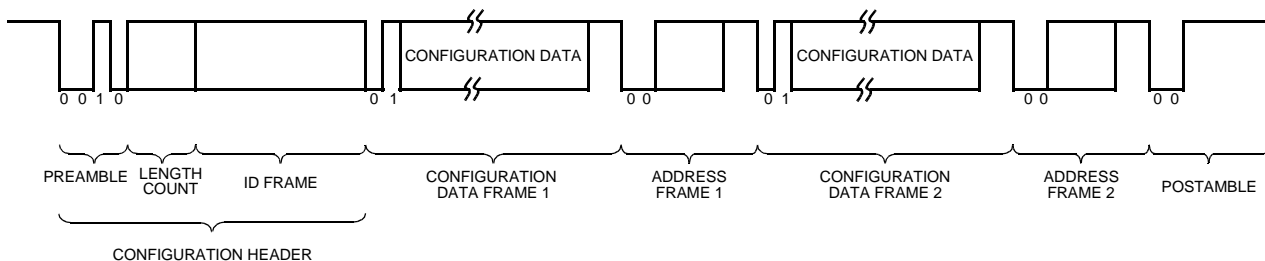 CONFIGURATION DATA
CONFIGURATION DATA
0 0 1 0
0 1
0 0
0 1
0 0
0 0
PREAMBLE
LENGTH
COUNT
ID FRAME
CONFIGURATION
DATA FRAME 1
ADDRESS
FRAME 1
CONFIGURATION
DATA FRAME 2
ADDRESS
FRAME 2
POSTAMBLE
CONFIGURATION HEADER